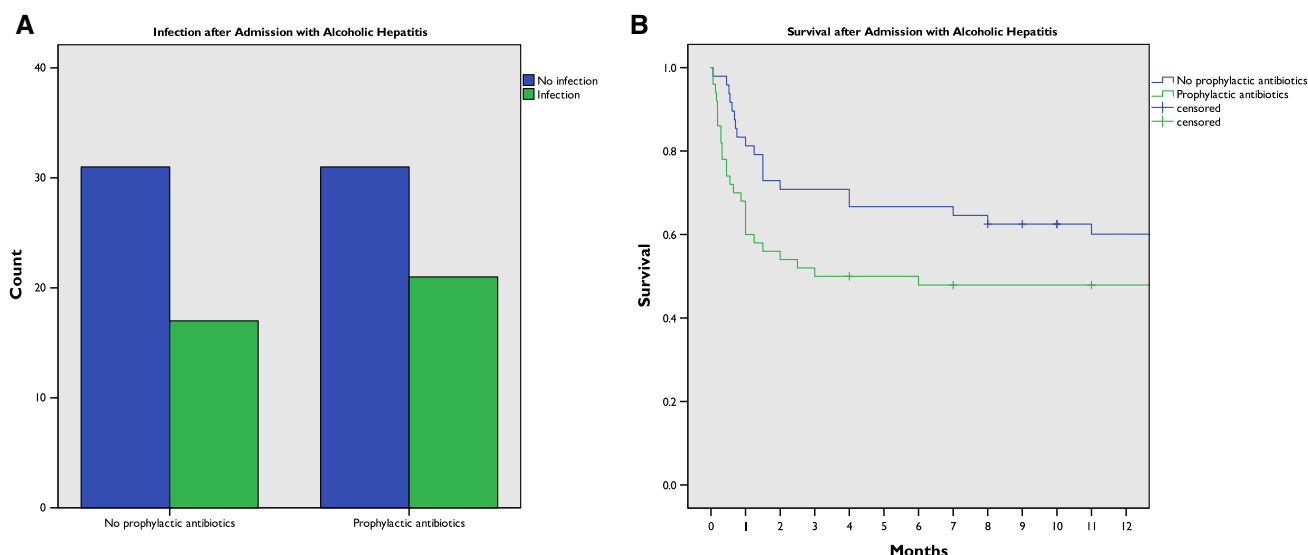 A
Infection after Admission with Alcoholic Hepatitis
40
30
20
10
0
Count
No prophylactic antibiotics
Prophylactic antibiotics
No infection
Infection
B
Survival after Admission with Alcoholic Hepatitis
1.0
0.8
0.6
0.4
0.2
0.0
Survival
0 1 2 3 4 5 6 7 8 9 10 11 12
Months
No prophylactic antibiotics
Prophylactic antibiotics
censored
censored